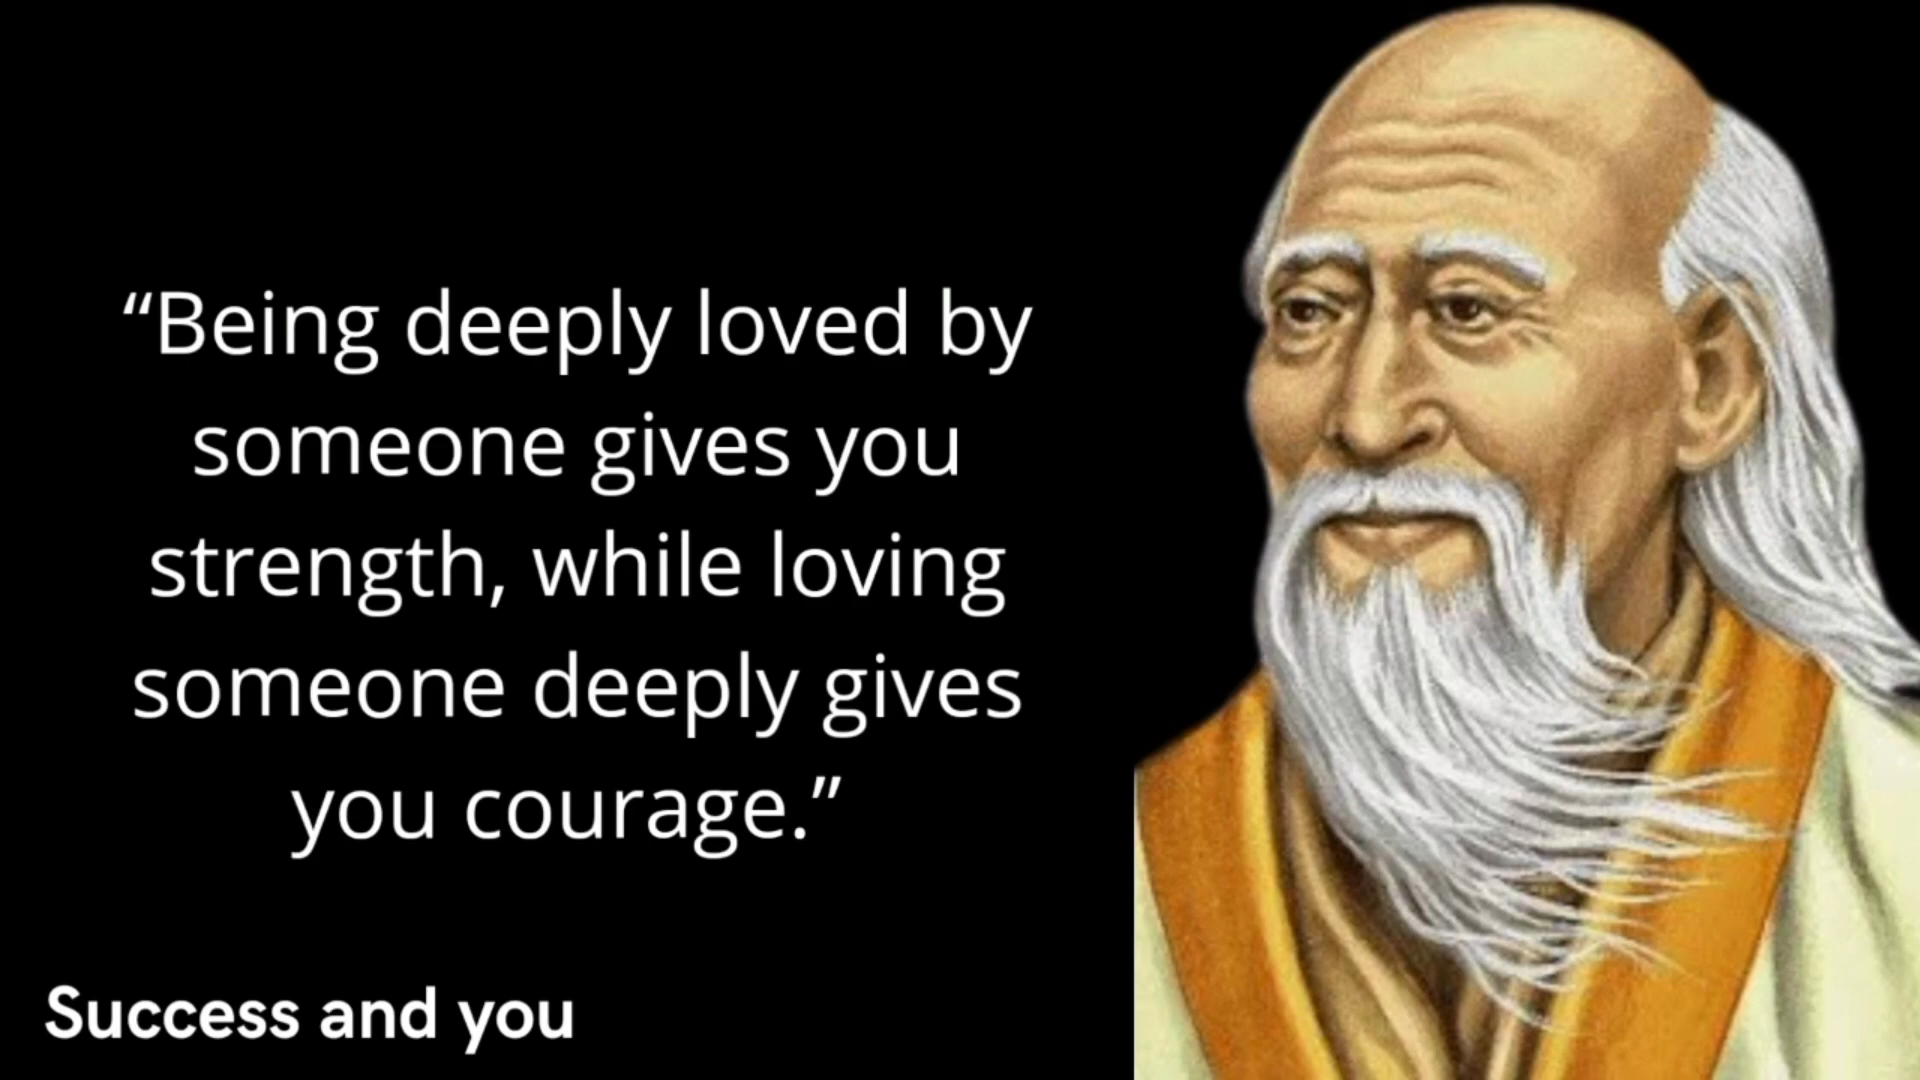 “Being deeply loved by
someone gives you
strength, while loving
someone deeply gives
you courage.”
Success and you